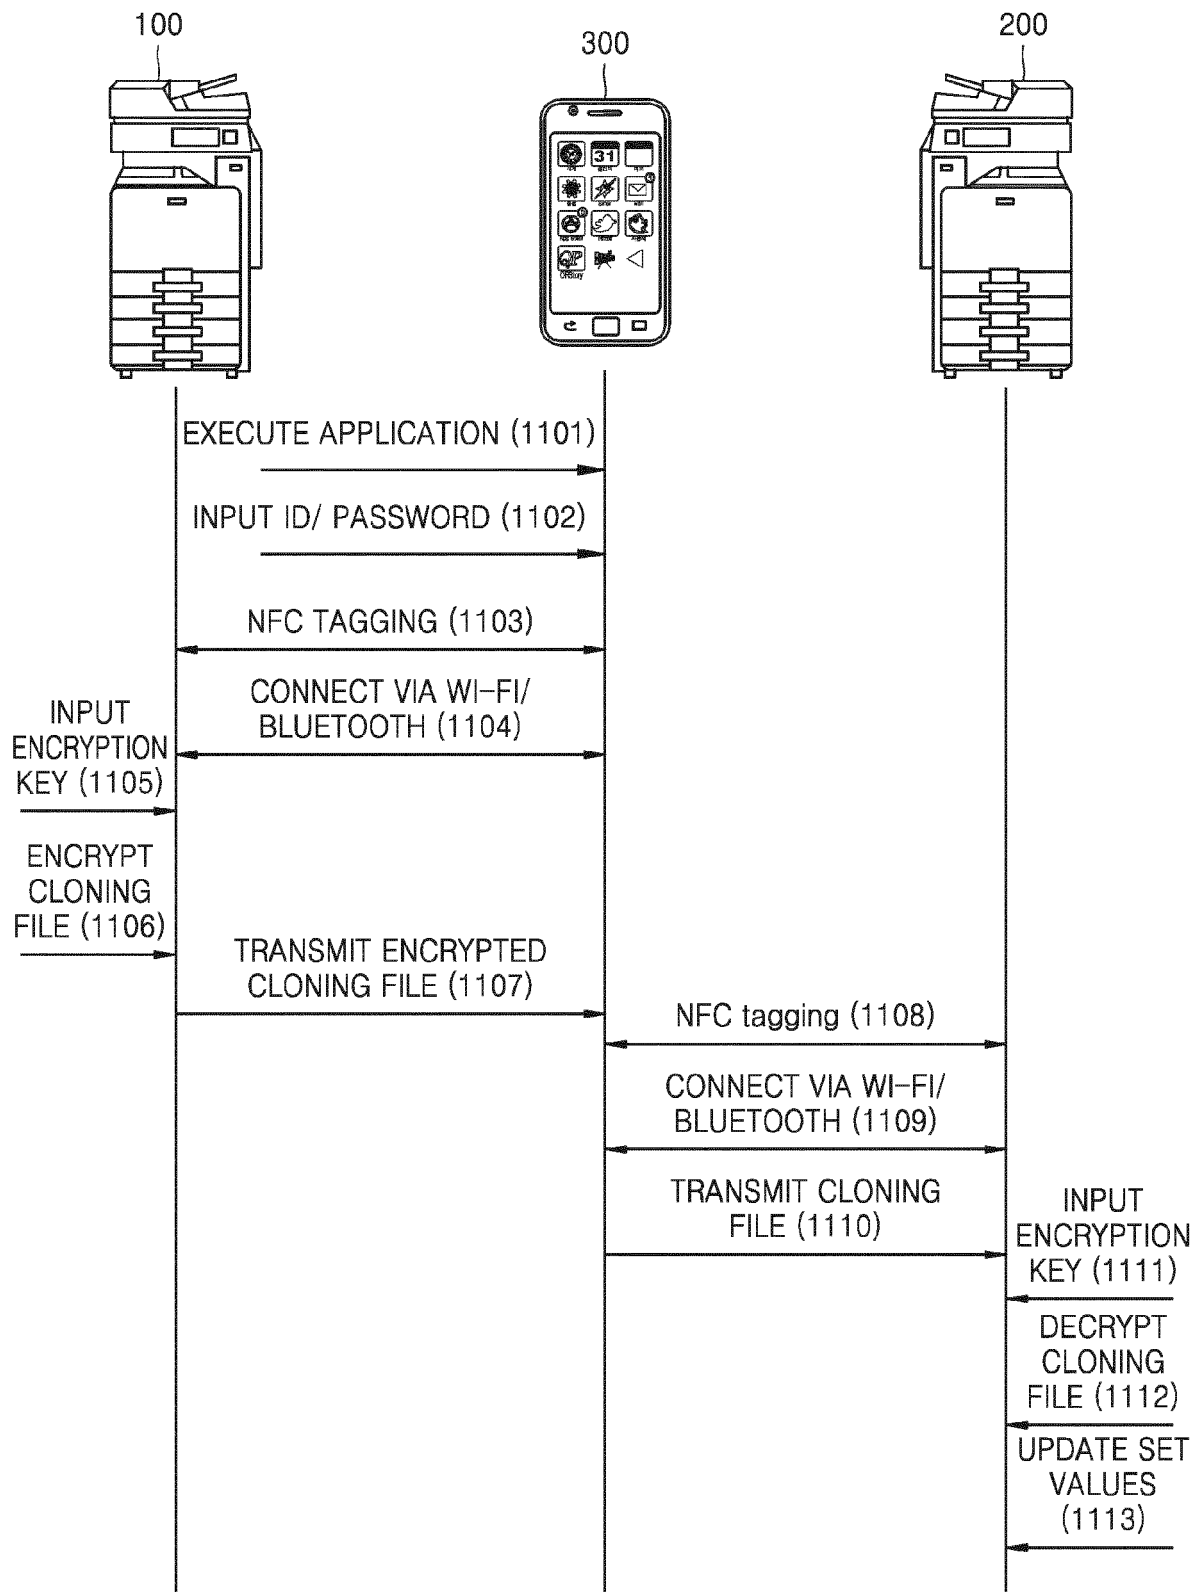 100
300
200
31
EXECUTE APPLICATION (1101)
INPUT ID/ PASSWORD (1102)
NFC TAGGING (1103)
CONNECT VIA WI-FI/
BLUETOOTH (1104)
INPUT
ENCRYPTION
KEY (1105)
ENCRYPT
CLONING
FILE (1106)
TRANSMIT ENCRYPTED
CLONING FILE (1107)
NFC tagging (1108)
CONNECT VIA WI-FI/
BLUETOOTH (1109)
TRANSMIT CLONING
FILE (1110)
INPUT
ENCRYPTION
KEY (1111)
DECRYPT
CLONING
FILE (1112)
UPDATE SET
VALUES
(1113)